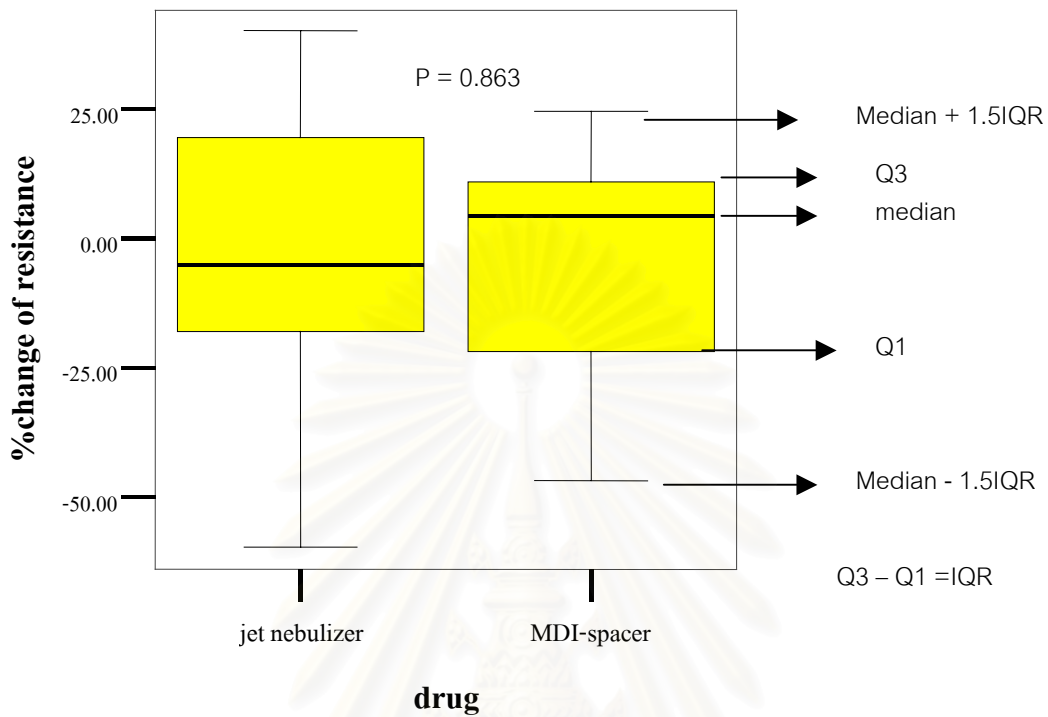 P = 0.863
25.00
0.00
-25.00
-50.00
%change of resistance
jet nebulizer
MDI-spacer
drug
Median + 1.5IQR
Q3
median
Q1
Median - 1.5IQR
Q3 – Q1 =IQR